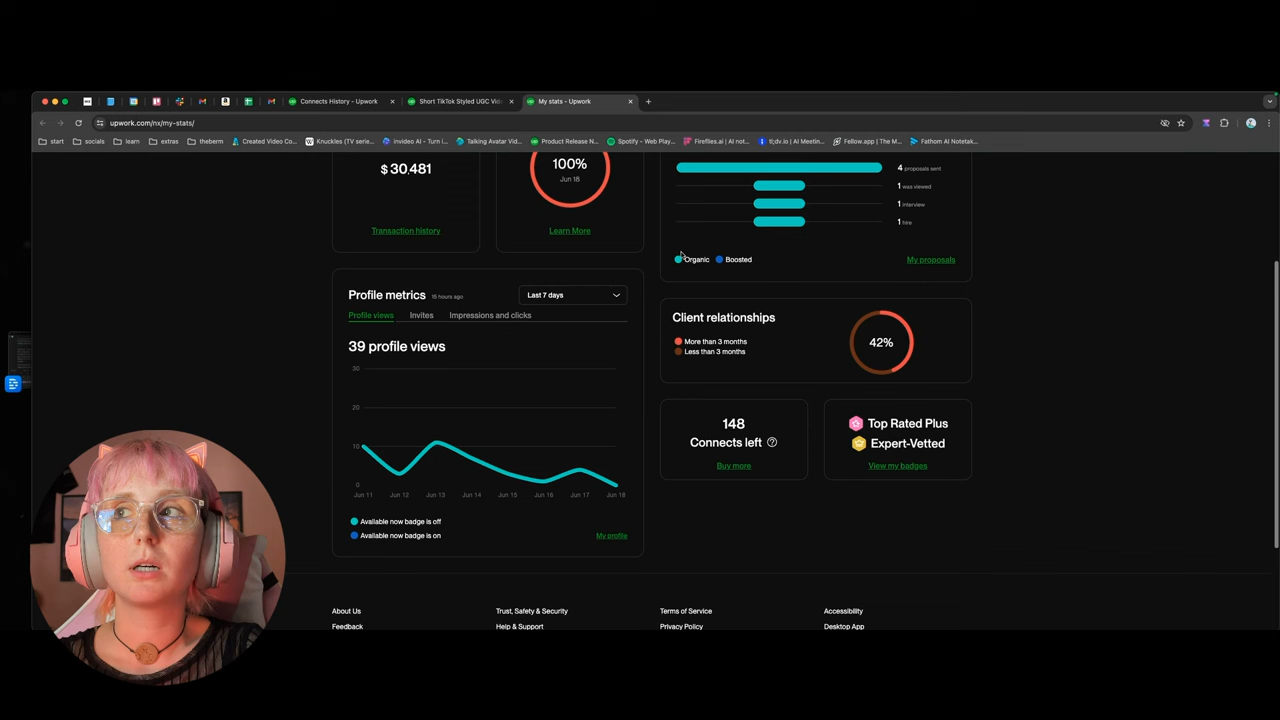 Connects History - Upwork
Short TikTok Styled UGC Vid
My stats - Upwork
upwork.com/nx/my-stats/
start
socials
learn
extras
theberm
Created Video Co...
Knuckles (TV serie...
invideo AI - Turn i...
Talking Avatar Vid...
Product Release N...
Spotify - Web Play...
Fireflies.ai | AI not...
tl;dv.io | AI Meetin...
Fellow.app | The M...
Fathom AI Notetak...
$30,481
Transaction history
100%
Jun 18
Learn More
4 proposals sent
1 was viewed
1 interview
1 hire
Organic
Boosted
My proposals
Profile metrics
15 hours ago
Last 7 days
Profile views
Invites
Impressions and clicks
39 profile views
30
20
10
0
Jun 11
Jun 12
Jun 13
Jun 14
Jun 15
Jun 16
Jun 17
Jun 18
Available now badge is off
Available now badge is on
My profile
Client relationships
More than 3 months
Less than 3 months
42%
148
Connects left
Buy more
Top Rated Plus
Expert-Vetted
View my badges
About Us
Trust, Safety & Security
Terms of Service
Accessibility
Feedback
Help & Support
Privacy Policy
Desktop App